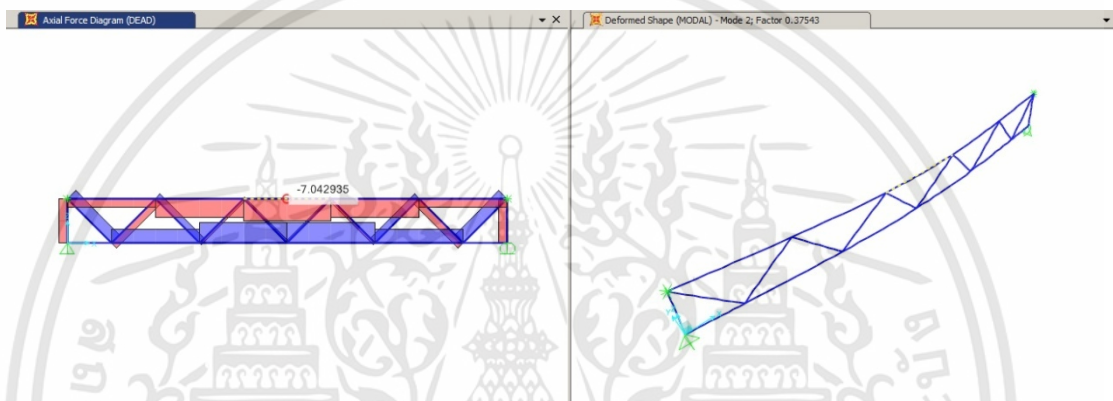 Axial Force Diagram (DEAD)
Deformed Shape (MODAL) - Mode 2; Factor 0.37543
-7.042935